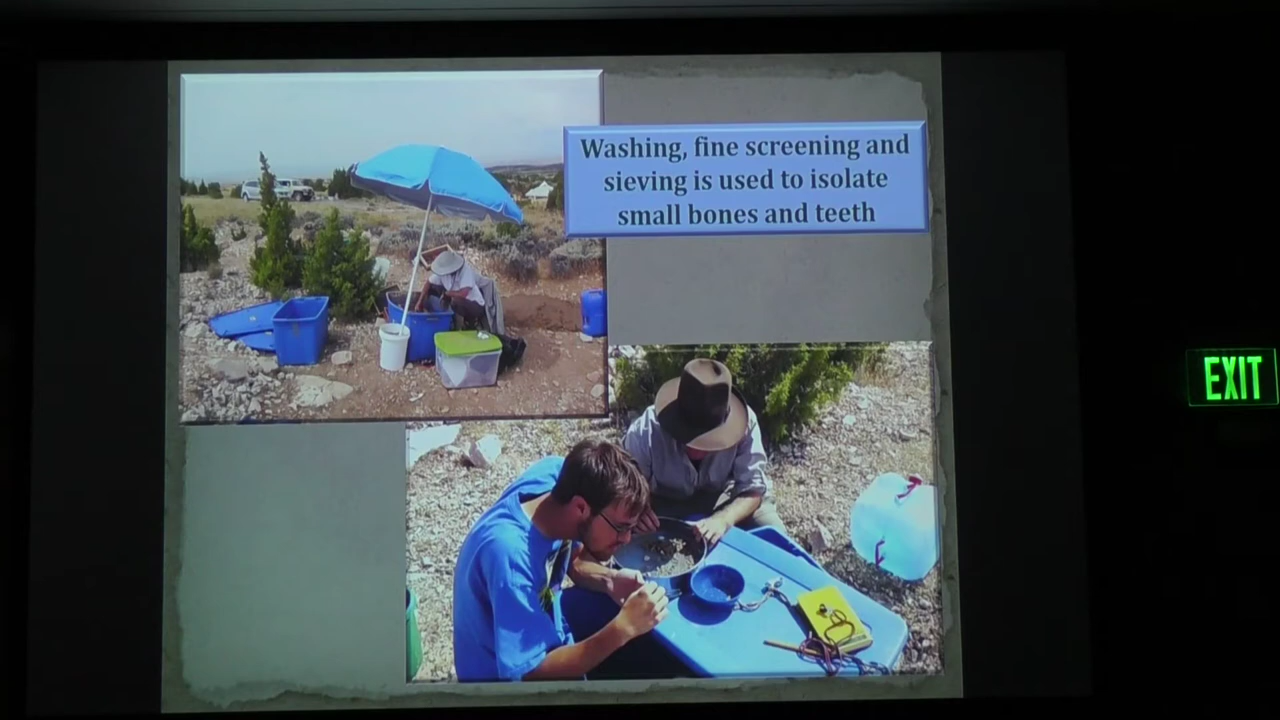 Washing, fine screening and
sieving is used to isolate
small bones and teeth
EXIT